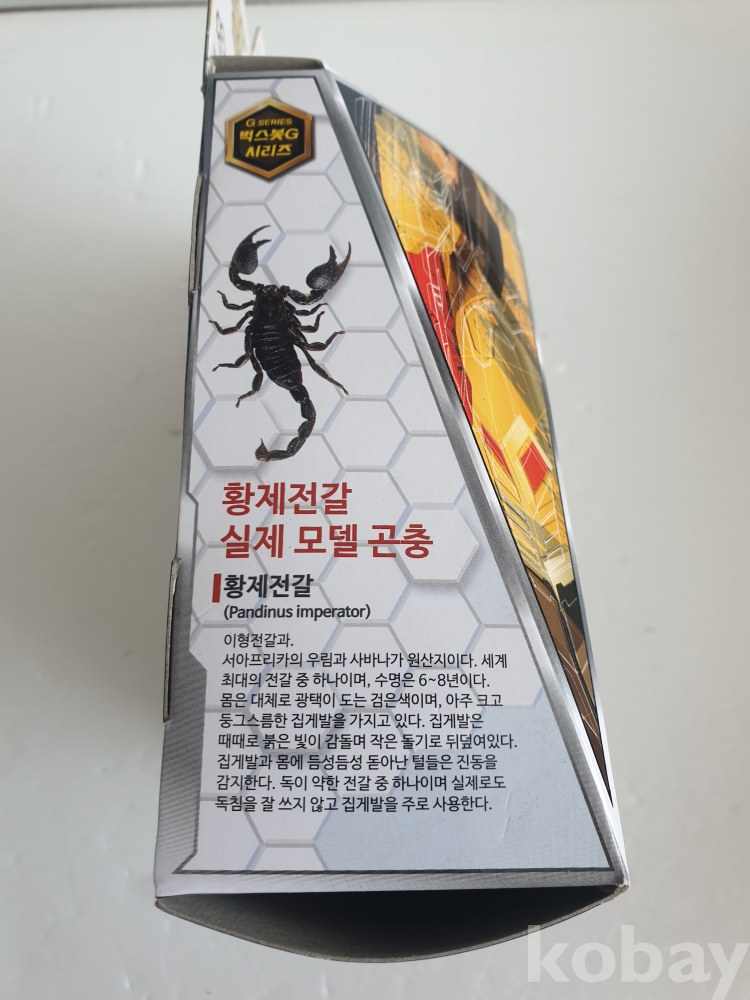 G SERIES
벅스봇G
시리즈
황제전갈
실제 모델 곤충
황제전갈
(Pandinus imperator)
이형전갈과.
서아프리카의 우림과 사바나가 원산지이다. 세계
최대의 전갈 중 하나이며, 수명은 6~8년이다.
몸은 대체로 광택이 도는 검은색이며, 아주 크고
둥그스름한 집게발을 가지고 있다. 집게발은
때때로 붉은 빛이 감돌며 작은 돌기로 뒤덮여있다.
집게발과 몸에 듬성듬성 돋아난 털들은 진동을
감지한다. 독이 약한 전갈 중 하나이며 실제로도
독침을 잘 쓰지 않고 집게발을 주로 사용한다.
kobay